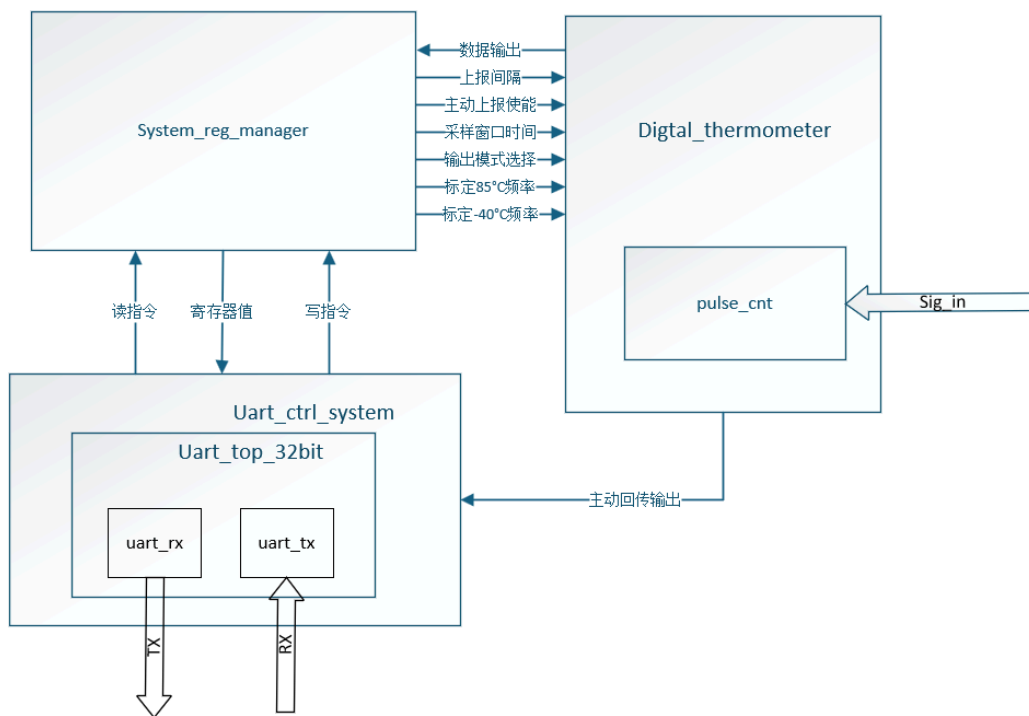 System_reg_manager
数据输出
上报间隔
主动上报使能
采样窗口时间
输出模式选择
标定85°C频率
标定-40°C频率
Digtal_thermometer
pulse_cnt
Sig_in
读指令
寄存器值
写指令
Uart_ctrl_system
Uart_top_32bit
uart_rx
uart_tx
主动回传输出
TX
RX